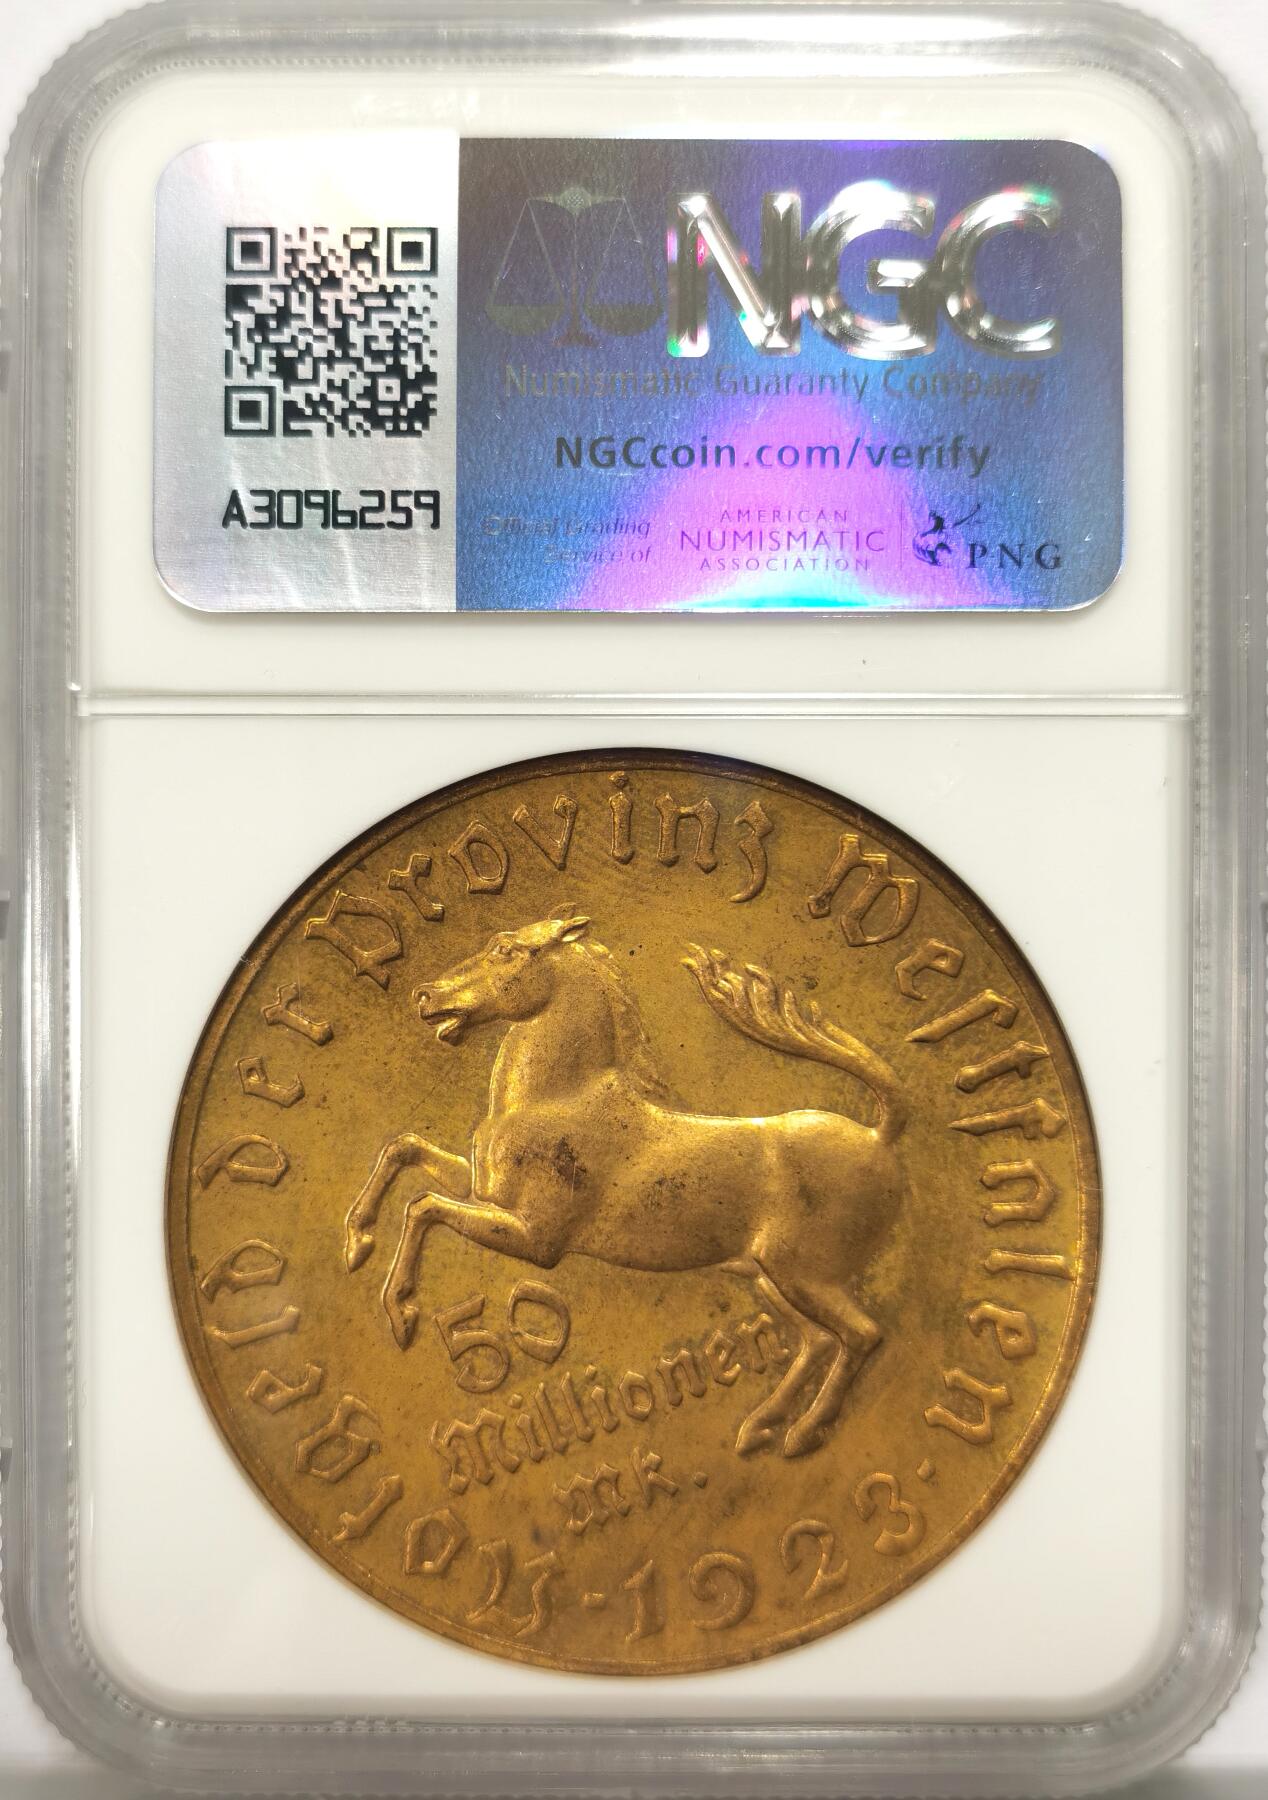 NGC
Numismatic Guaranty Company
NGCcoin.com/verify
A3096259
Official Grading
Service of
AMERICAN
NUMISMATIC
ASSOCIATION
PNG
Notgeld der Provinz Westfalen
50
Millionen
mk.
· 1923 ·